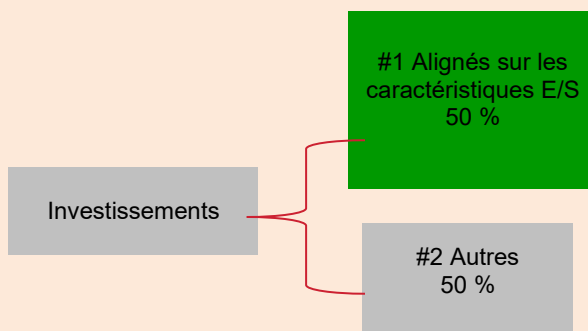 #1 Alignés sur les
caractéristiques E/S
50 %
Investissements
#2 Autres
50 %